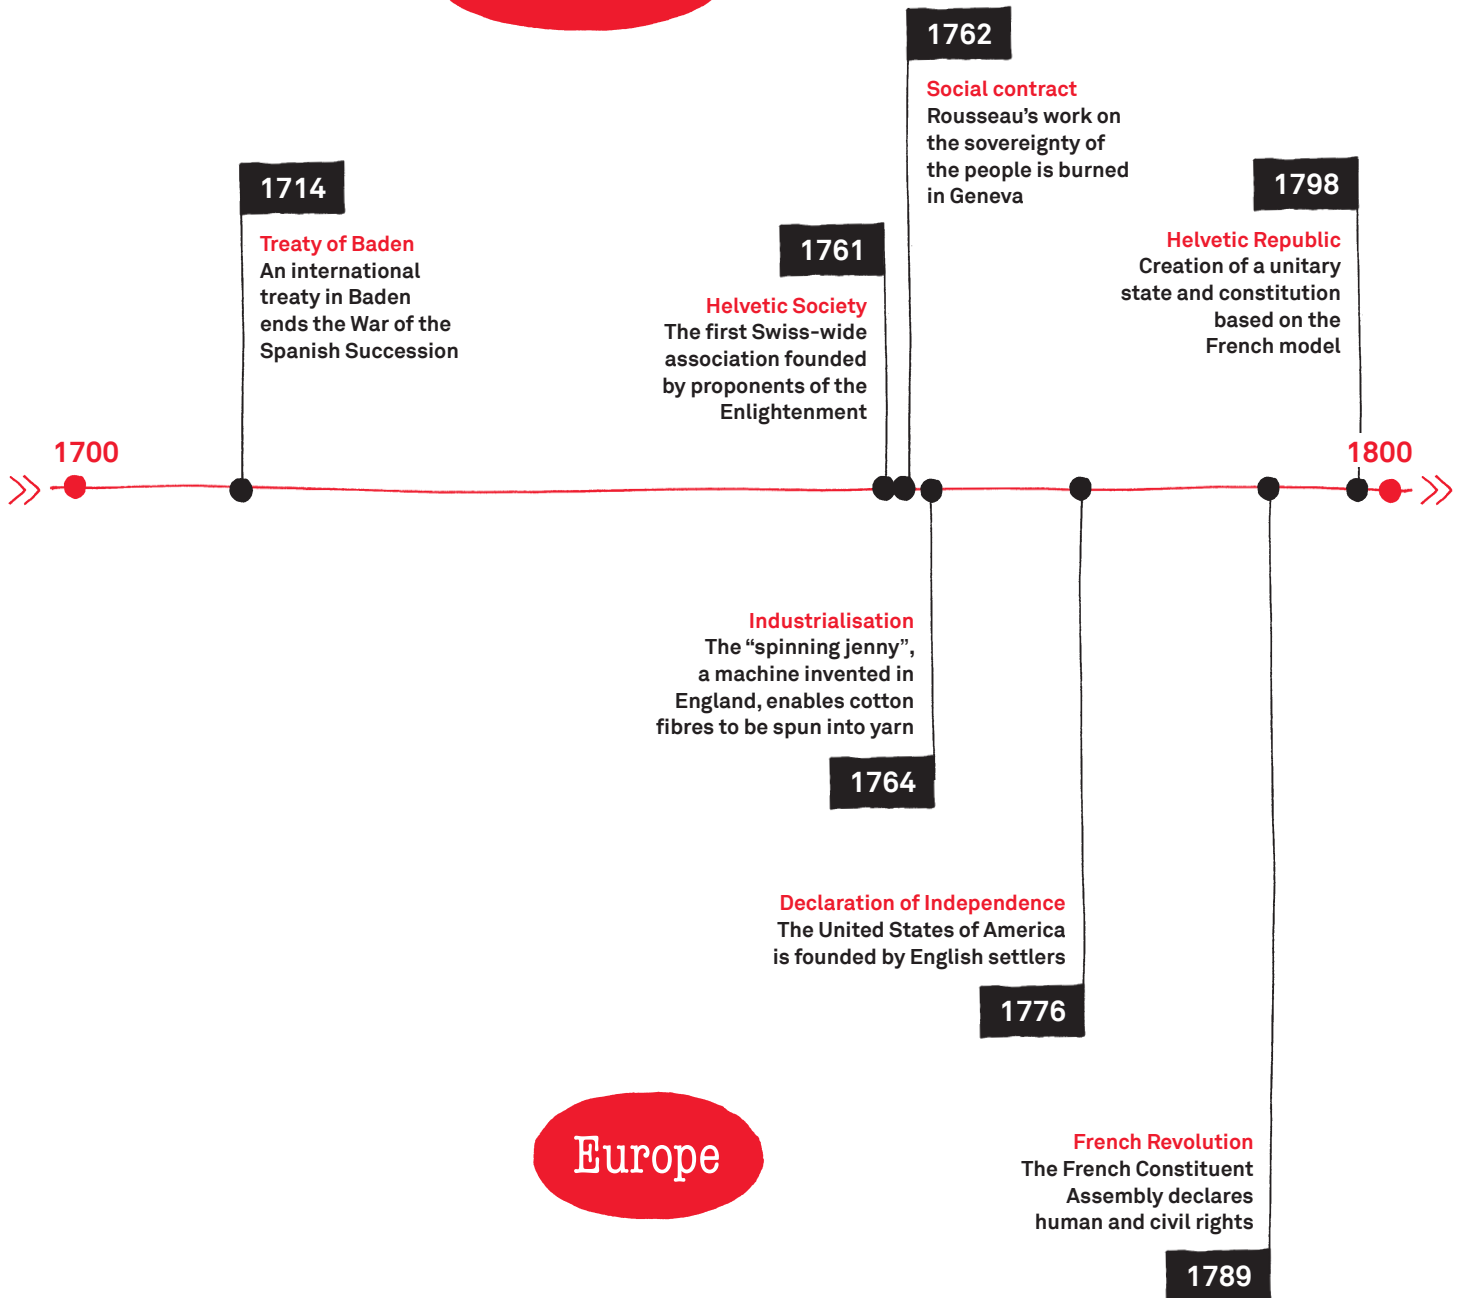 1762
Social contract
Rousseau's work on
the sovereignty of
the people is burned
in Geneva
1714
Treaty of Baden
An international
treaty in Baden
ends the War of the
Spanish Succession
1761
Helvetic Society
The first Swiss-wide
association founded
by proponents of the
Enlightenment
1798
Helvetic Republic
Creation of a unitary
state and constitution
based on the
French model
1700
1800
Industrialisation
The “spinning jenny”,
a machine invented in
England, enables cotton
fibres to be spun into yarn
1764
Declaration of Independence
The United States of America
is founded by English settlers
1776
Europe
French Revolution
The French Constituent
Assembly declares
human and civil rights
1789